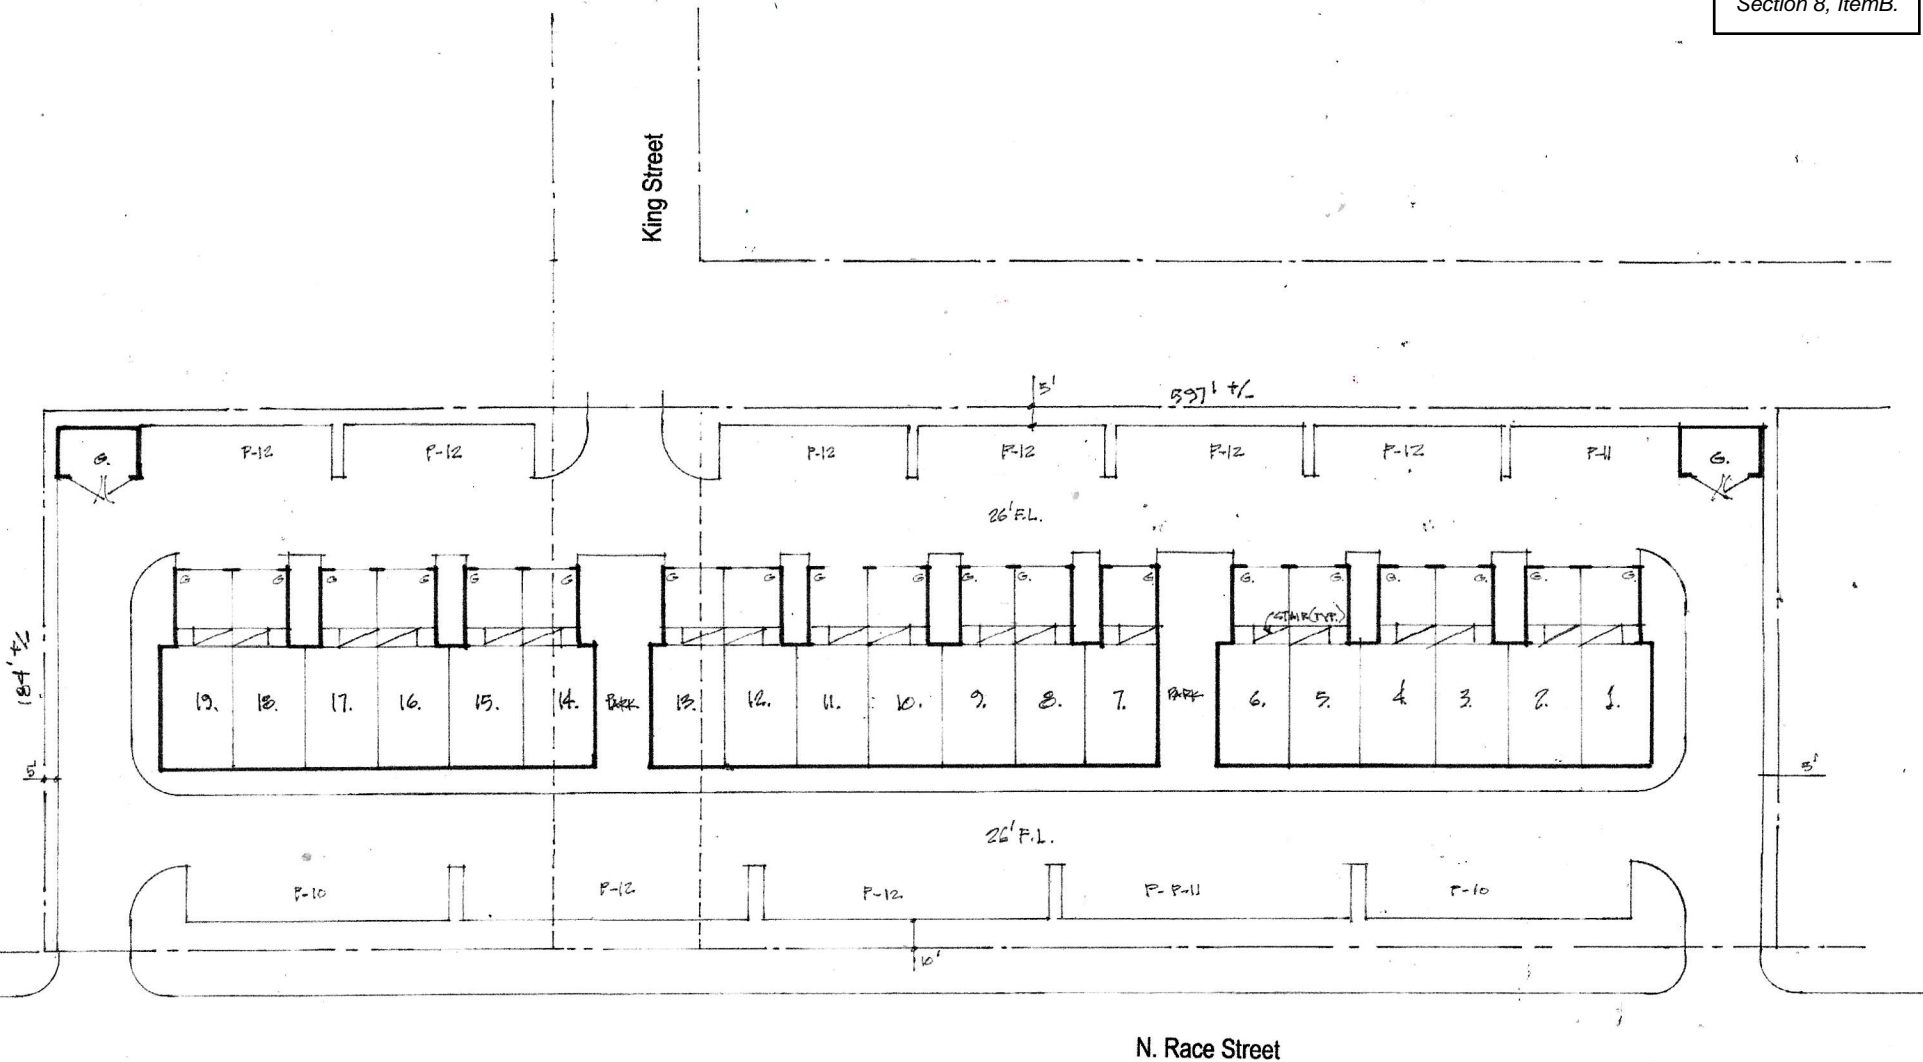 Section 8, ItemB.
King Street
5'
597' +/-
G.
P-12
P-12
P-12
P-12
P-12
P-12
P-11
G.
26' F.L.
G G G G G G G G G G G. G. G G. G. G. G. G. G.
STAIR (TYP.)
184' +/-
19. 18. 17. 16. 15. 14. PARK 13. 12. 11. 10. 9. 8. 7. PARK 6. 5. 4. 3. 2. 1.
5'
5'
26' F.L.
P-10
P-12
P-12
P- P-11
P-10
10'
N. Race Street